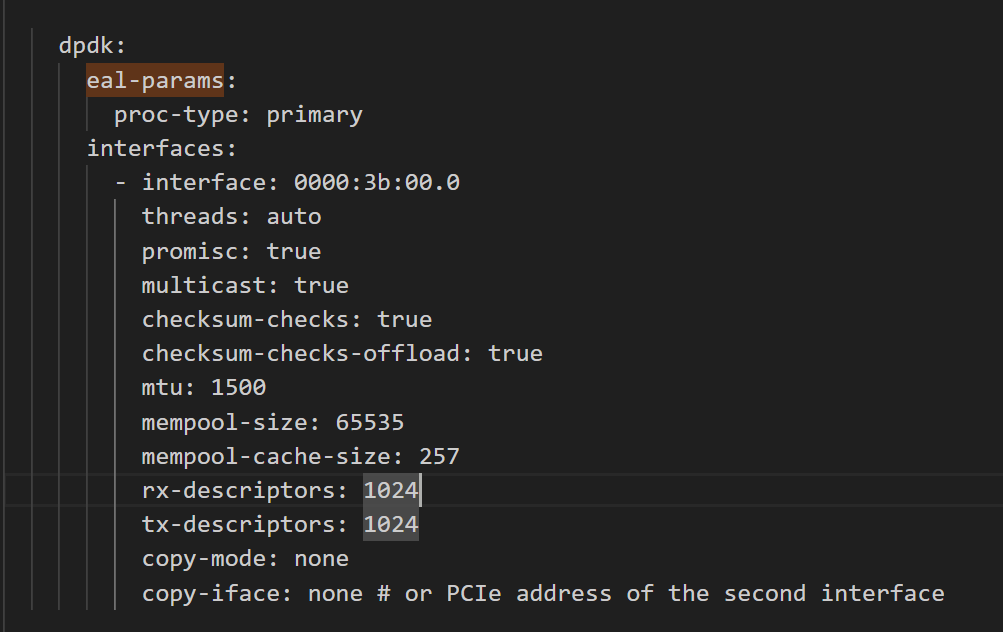 dpdk:
eal-params:
proc-type: primary
interfaces:
- interface: 0000:3b:00.0
threads: auto
promisc: true
multicast: true
checksum-checks: true
checksum-checks-offload: true
mtu: 1500
mempool-size: 65535
mempool-cache-size: 257
rx-descriptors: 1024
tx-descriptors: 1024
copy-mode: none
copy-iface: none # or PCIe address of the second interface